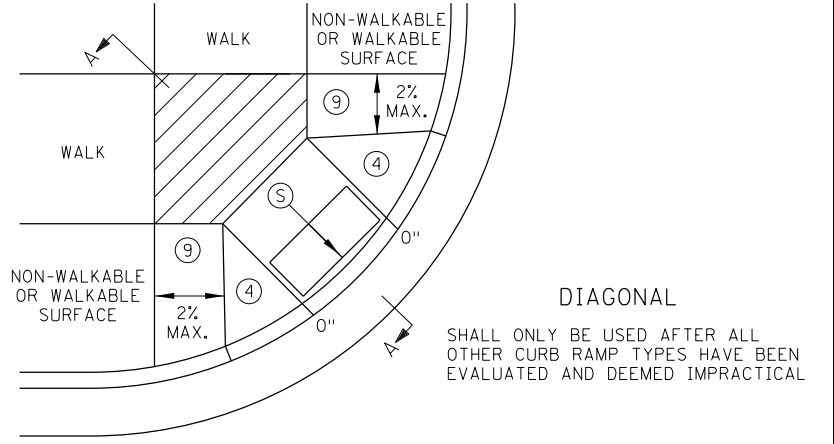 WALK
NON-WALKABLE
OR WALKABLE
SURFACE
A
9
2%
MAX.
WALK
4
S
0"
9
NON-WALKABLE
OR WALKABLE
SURFACE
2%
MAX.
4
0"
A
DIAGONAL
SHALL ONLY BE USED AFTER ALL
OTHER CURB RAMP TYPES HAVE BEEN
EVALUATED AND DEEMED IMPRACTICAL